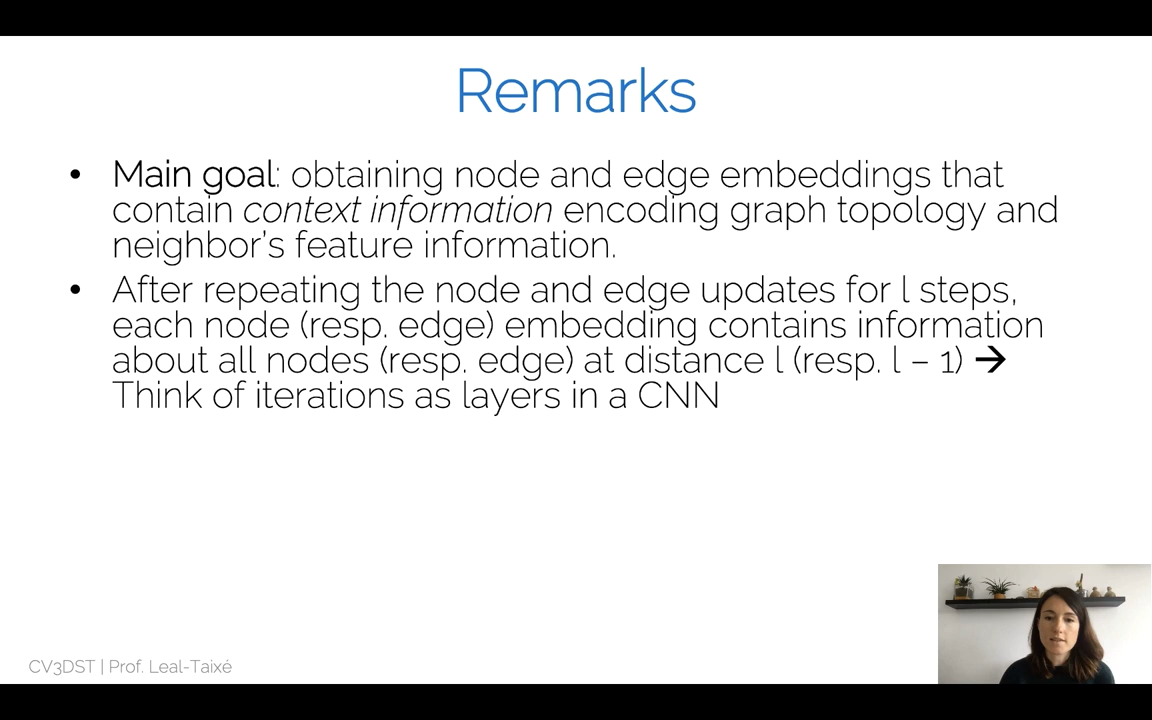 Remarks
• Main goal: obtaining node and edge embeddings that
contain context information encoding graph topology and
neighbor's feature information.
• After repeating the node and edge updates for l steps,
each node (resp. edge) embedding contains information
about all nodes (resp. edge) at distance l (resp. l – 1) →
Think of iterations as layers in a CNN
CV3DST | Prof. Leal-Taixé